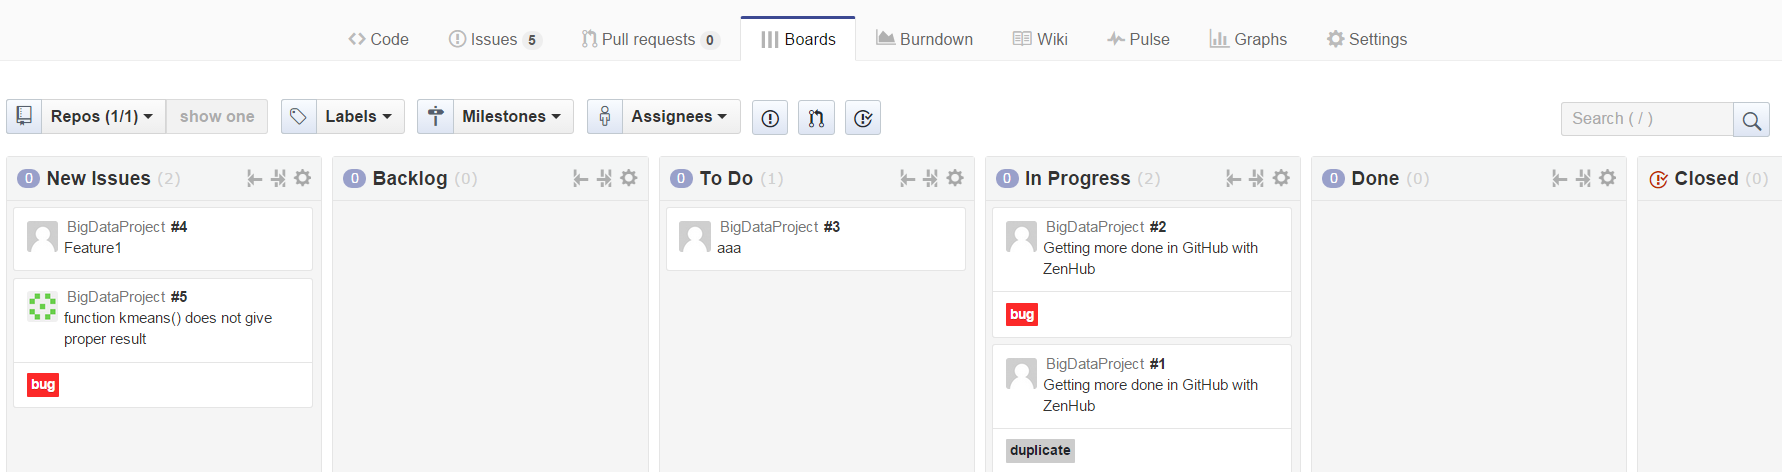 Code Issues 5 Pull requests 0 Boards Burndown Wiki Pulse Graphs Settings
Repos (1/1) show one Labels Milestones Assignees Search ( / )
0 New Issues (2)
BigDataProject #4
Feature1
BigDataProject #5
function kmeans() does not give
proper result
bug
0 Backlog (0)
0 To Do (1)
BigDataProject #3
aaa
0 In Progress (2)
BigDataProject #2
Getting more done in GitHub with
ZenHub
bug
BigDataProject #1
Getting more done in GitHub with
ZenHub
duplicate
0 Done (0)
Closed (0)